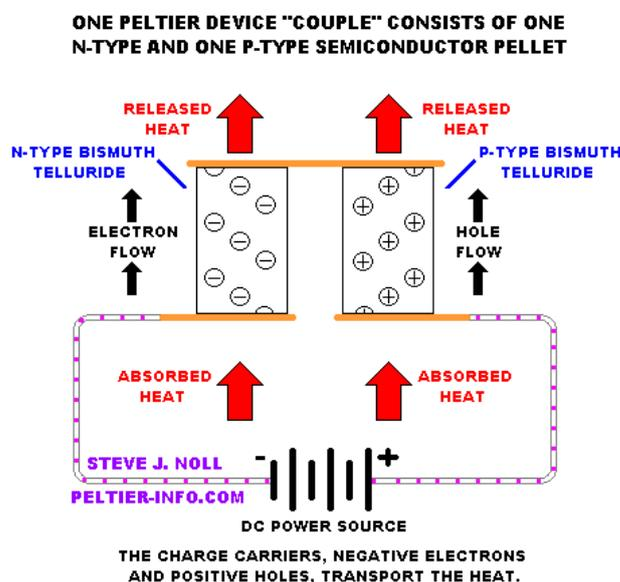 ONE PELTIER DEVICE "COUPLE" CONSISTS OF ONE
N-TYPE AND ONE P-TYPE SEMICONDUCTOR PELLET
RELEASED
HEAT
RELEASED
HEAT
N-TYPE BISMUTH
TELLURIDE
P-TYPE BISMUTH
TELLURIDE
ELECTRON
FLOW
HOLE
FLOW
ABSORBED
HEAT
ABSORBED
HEAT
STEVE J. NOLL
PELTIER-INFO.COM
- +
DC POWER SOURCE
THE CHARGE CARRIERS, NEGATIVE ELECTRONS
AND POSITIVE HOLES, TRANSPORT THE HEAT.